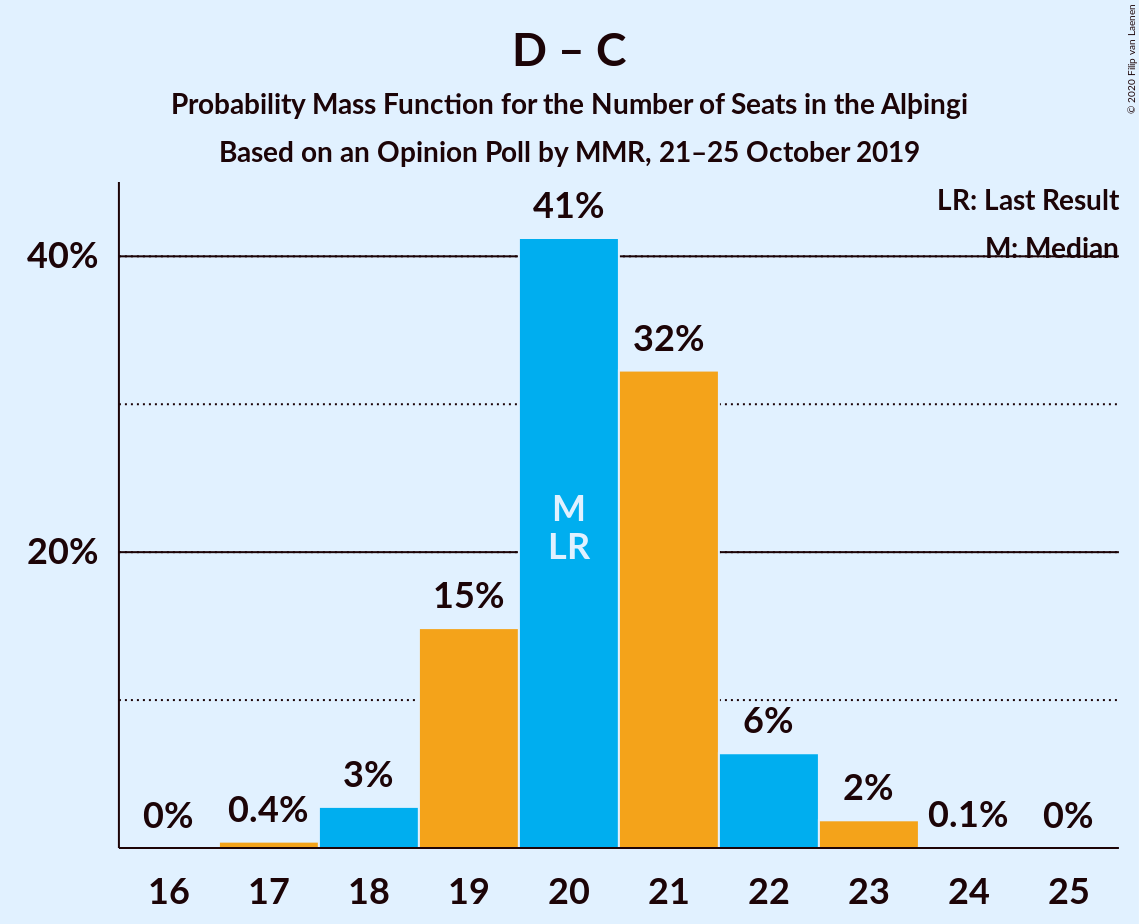 D – C
Probability Mass Function for the Number of Seats in the Alþingi
Based on an Opinion Poll by MMR, 21–25 October 2019
© 2020 Filip van Laenen
LR: Last Result
M: Median
40%
20%
0%
0.4%
3%
15%
41%
32%
6%
2%
0.1%
0%
M
LR
16 17 18 19 20 21 22 23 24 25